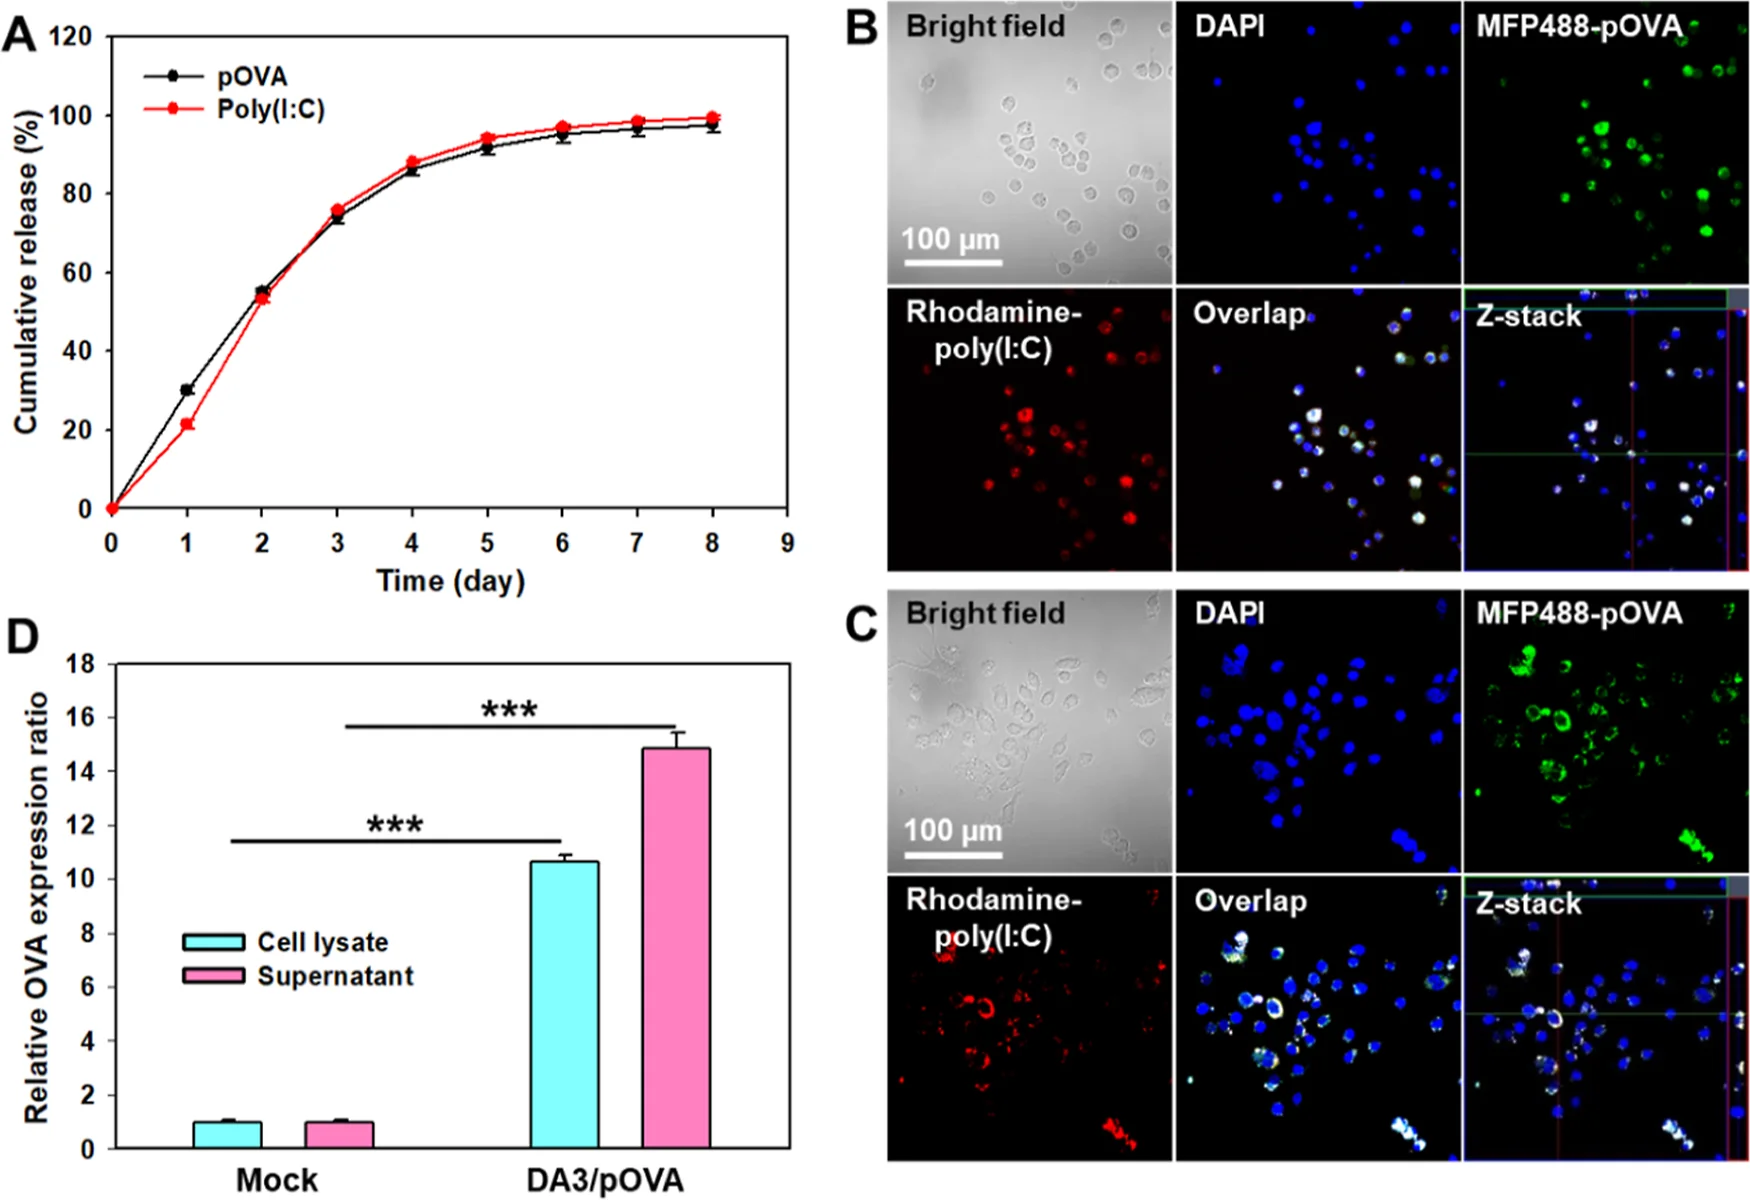 A
120
100
80
60
40
20
0
Cumulative release (%)
pOVA
Poly(I:C)
0 1 2 3 4 5 6 7 8 9
Time (day)
B
Bright field
100 µm
DAPI
MFP488-pOVA
Rhodamine-
poly(I:C)
Overlap
Z-stack
C
Bright field
100 µm
DAPI
MFP488-pOVA
Rhodamine-
poly(I:C)
Overlap
Z-stack
D
18
16
14
12
10
8
6
4
2
0
Relative OVA expression ratio
***
***
Cell lysate
Supernatant
Mock DA3/pOVA